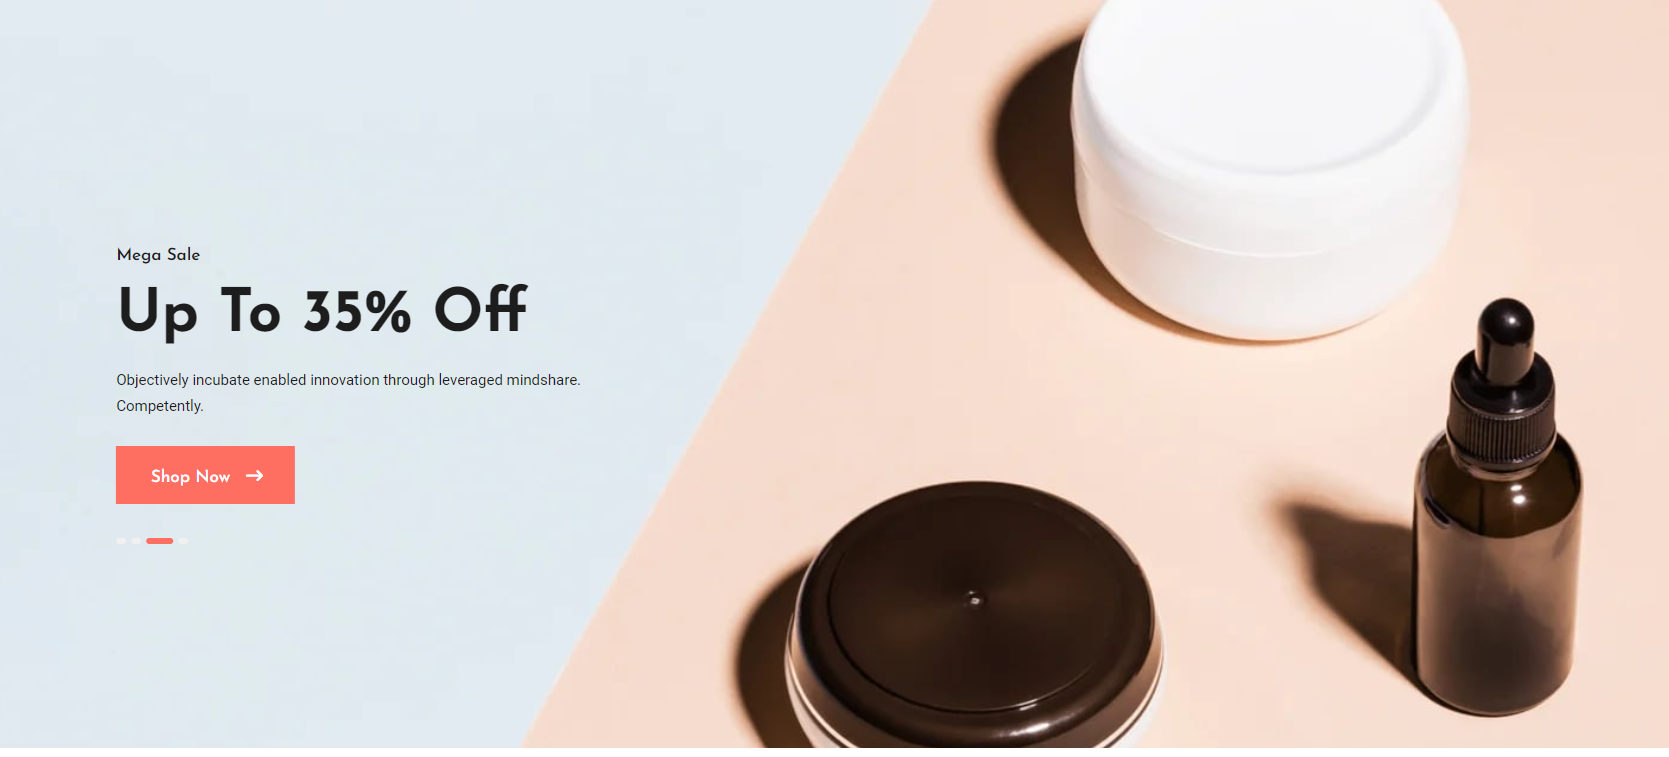 Mega Sale
Up To 35% Off
Objectively incubate enabled innovation through leveraged mindshare.
Competently.
Shop Now